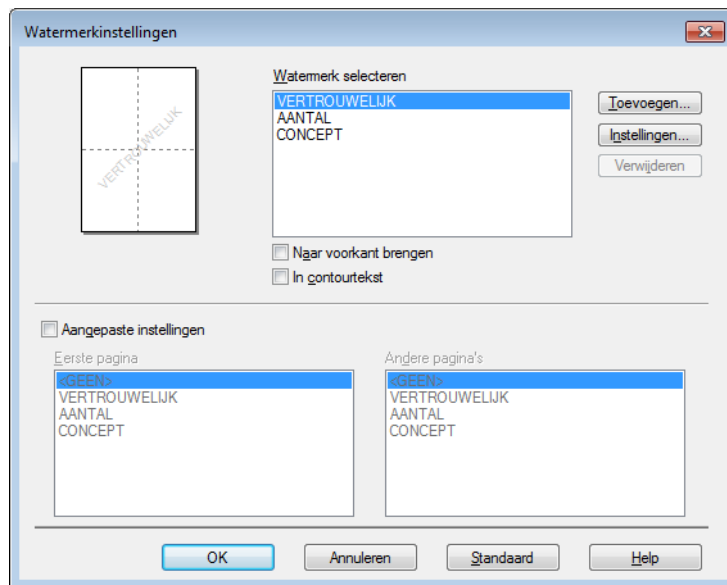 Watermerkinstellingen
Watermerk selecteren
VERTROUWELIJK
VERTROUWELIJK
AANTAL
CONCEPT
Toevoegen...
Instellingen...
Verwijderen
Naar voorkant brengen
In contourtekst
Aangepaste instellingen
Eerste pagina
<GEEN>
VERTROUWELIJK
AANTAL
CONCEPT
Andere pagina's
<GEEN>
VERTROUWELIJK
AANTAL
CONCEPT
OK
Annuleren
Standaard
Help